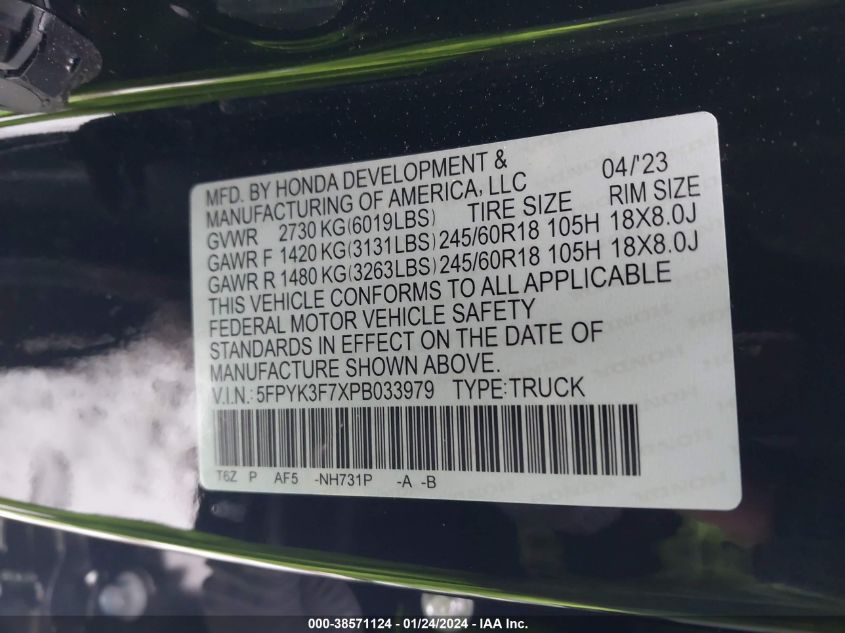 MFD. BY HONDA DEVELOPMENT & 04/'23
MANUFACTURING OF AMERICA, LLC
GVWR 2730 KG(6019LBS) TIRE SIZE RIM SIZE
GAWR F 1420 KG(3131LBS) 245/60R18 105H 18X8.0J
GAWR R 1480 KG(3263LBS) 245/60R18 105H 18X8.0J
THIS VEHICLE CONFORMS TO ALL APPLICABLE
FEDERAL MOTOR VEHICLE SAFETY
STANDARDS IN EFFECT ON THE DATE OF
MANUFACTURE SHOWN ABOVE.
V.I.N.: 5FPYK3F7XPB033979 TYPE:TRUCK
T6Z P AF5 -NH731P -A -B
000-38571124 - 01/24/2024 - IAA Inc.